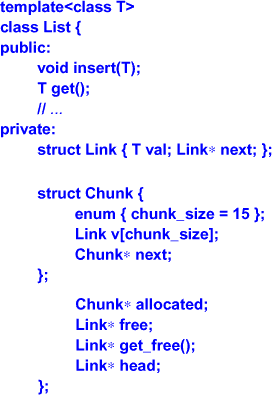 template<class T>
class List {
public:
void insert(T);
T get();
// ...
private:
struct Link { T val; Link* next; };
struct Chunk {
enum { chunk_size = 15 };
Link v[chunk_size];
Chunk* next;
};
Chunk* allocated;
Link* free;
Link* get_free();
Link* head;
};